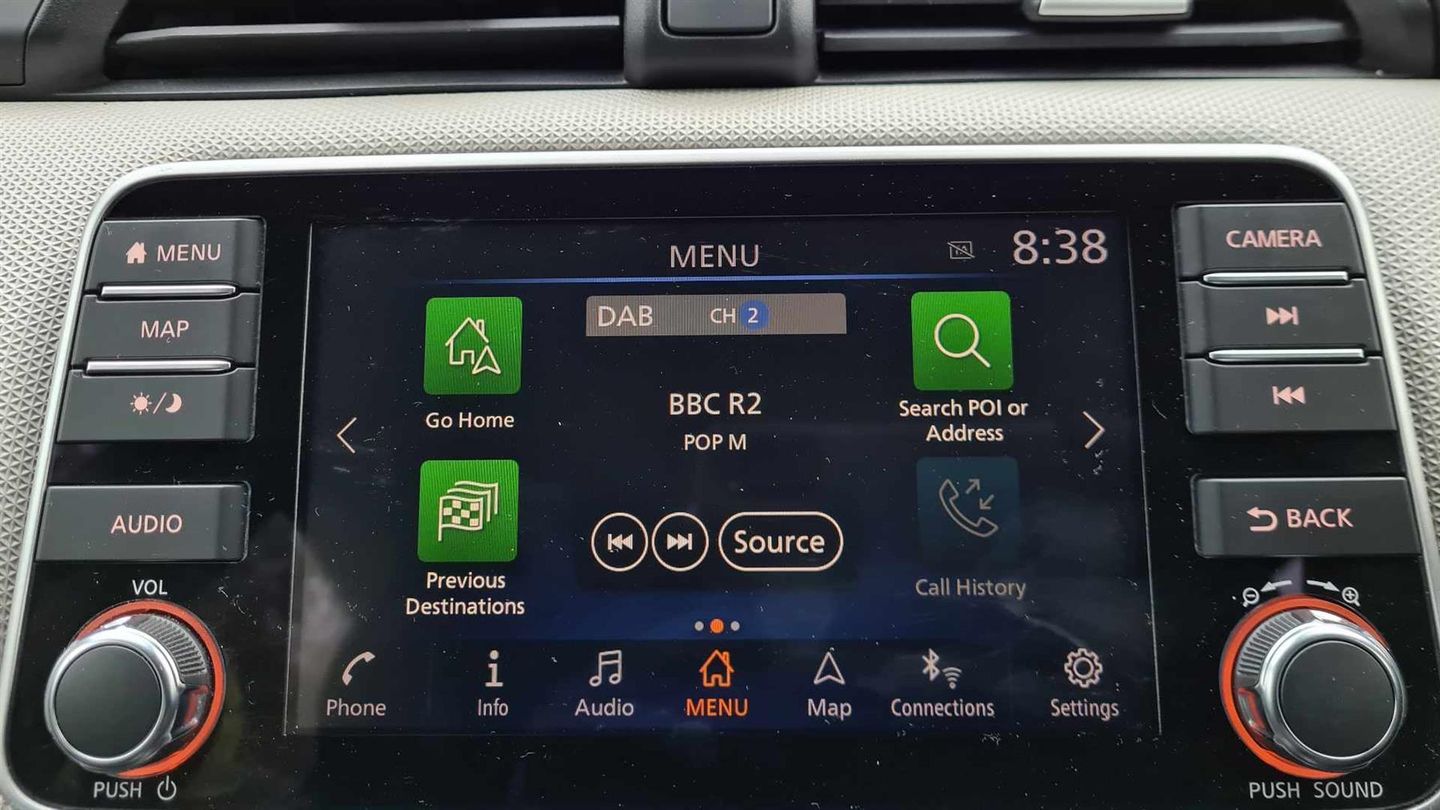 MENU
MAP
AUDIO
VOL
PUSH
MENU
8:38
DAB CH 2
BBC R2
POP M
Source
Go Home
Previous
Destinations
Search POI or
Address
Call History
Phone
Info
Audio
MENU
Map
Connections
Settings
CAMERA
BACK
PUSH SOUND